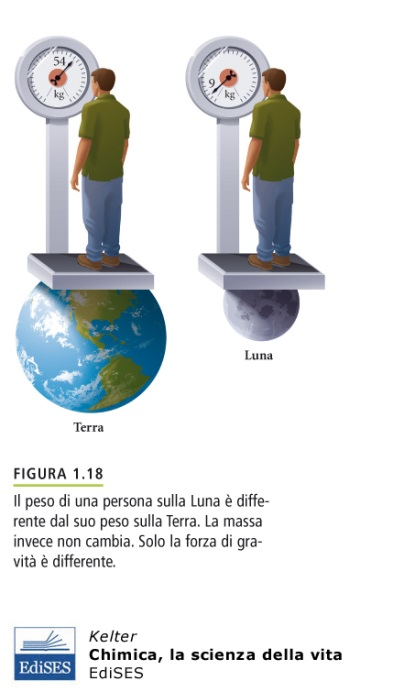 54
kg
9
kg
Luna
Terra
FIGURA 1.18
Il peso di una persona sulla Luna è diffe-
rente dal suo peso sulla Terra. La massa
invece non cambia. Solo la forza di gra-
vità è differente.
EdiSES
Kelter
Chimica, la scienza della vita
EdiSES